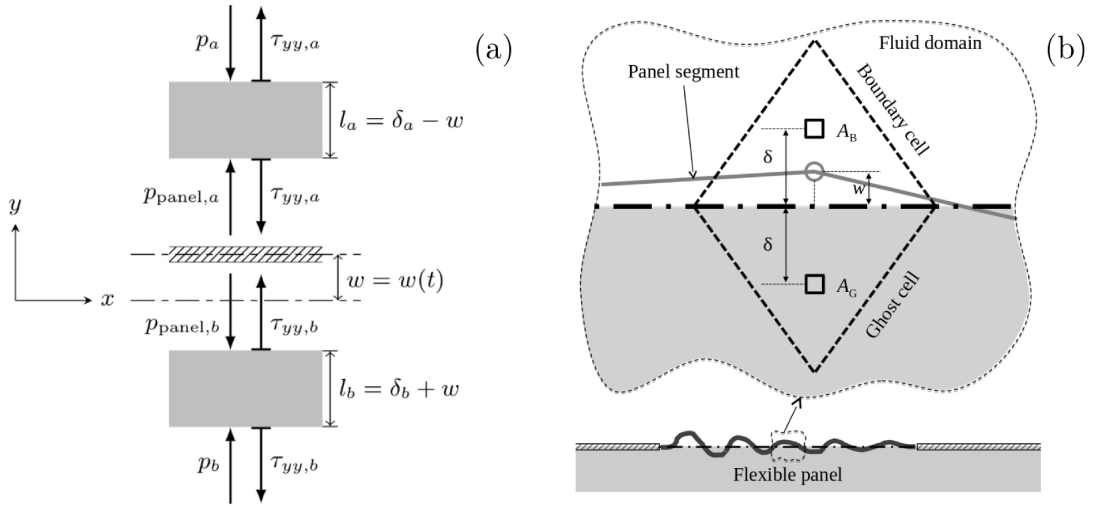 (a)
p_a
τ_{yy,a}
l_a = δ_a − w
p_{panel,a}
τ_{yy,a}
y
x
w = w(t)
p_{panel,b}
τ_{yy,b}
l_b = δ_b + w
p_b
τ_{yy,b}
(b)
Fluid domain
Panel segment
Boundary cell
A_B
δ
w
δ
A_G
Ghost cell
Flexible panel